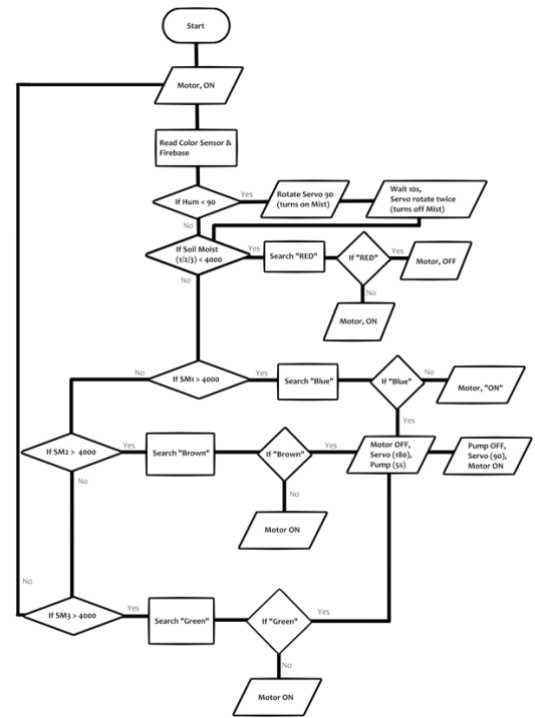 Start
Motor, ON
Read Color Sensor &
Firebase
If Hum < 90
Yes
Rotate Servo 90
(turns on Mist)
Wait 10s,
Servo rotate twice
(turns off Mist)
No
If Soil Moist
(1/2/3) < 4000
Yes
Search "RED"
If "RED"
Yes
Motor, OFF
No
No
Motor, ON
No
If SM1 > 4000
Yes
Search "Blue"
If "Blue"
No
Motor, "ON"
Yes
If SM2 > 4000
Yes
Search "Brown"
If "Brown"
Yes
Motor OFF,
Servo (180),
Pump (5s)
Pump OFF,
Servo (90),
Motor ON
No
No
Motor ON
No
If SM3 > 4000
Yes
Search "Green"
If "Green"
Yes
No
Motor ON